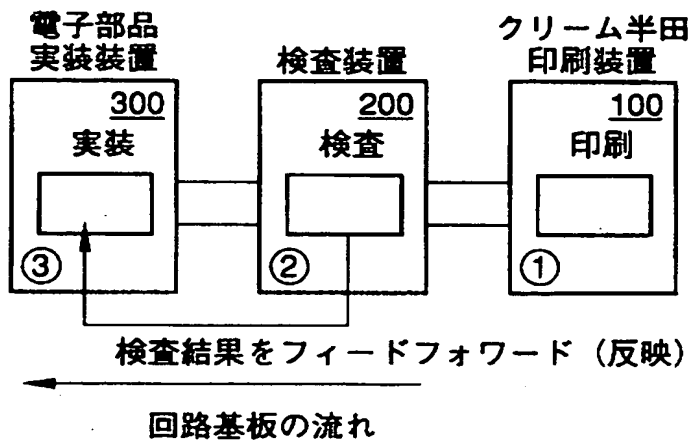 電子部品
実装装置
検査装置
クリーム半田
印刷装置
300
実装
③
200
検査
②
100
印刷
①
検査結果をフィードフォワード（反映）
回路基板の流れ